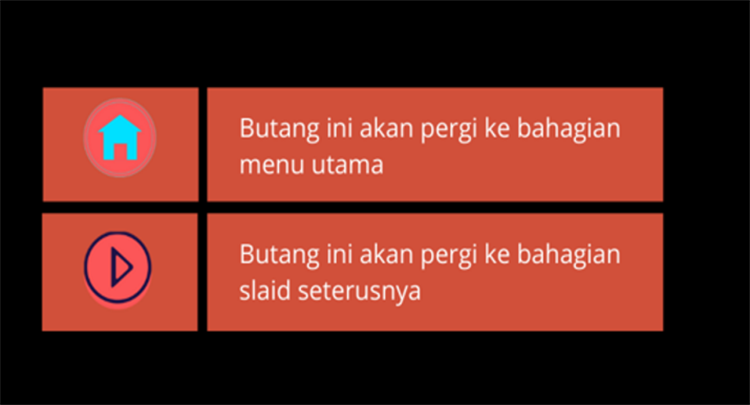 Butang ini akan pergi ke bahagian
menu utama
Butang ini akan pergi ke bahagian
slaid seterusnya